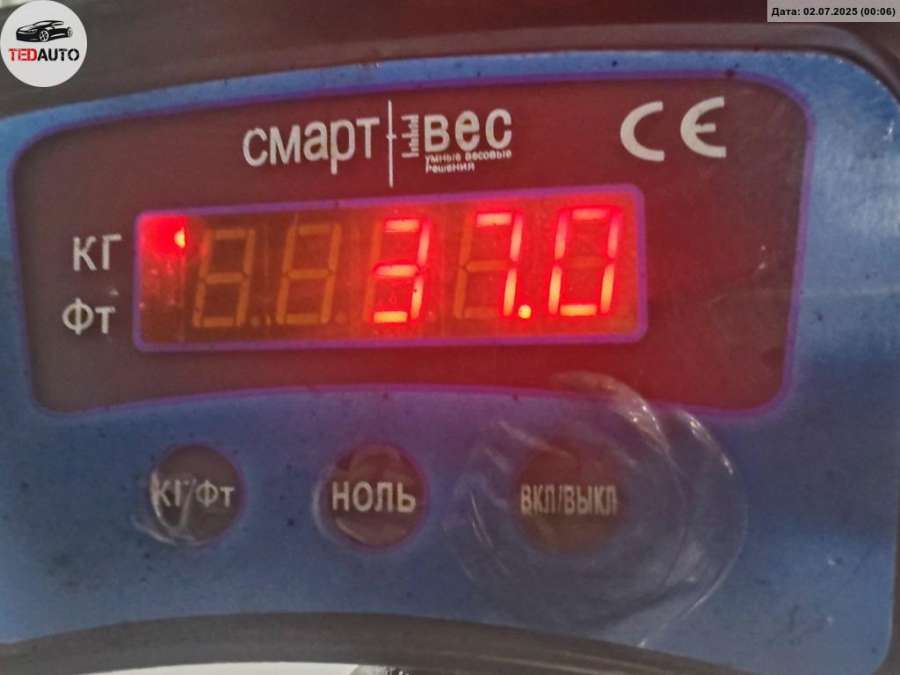 TEDAUTO
Дата: 02.07.2025 (00:06)
смарт вес
умные весовые
решения
CE
КГ
37.0
Фт
КГ/Фт
НОЛЬ
ВКЛ/ВЫКЛ